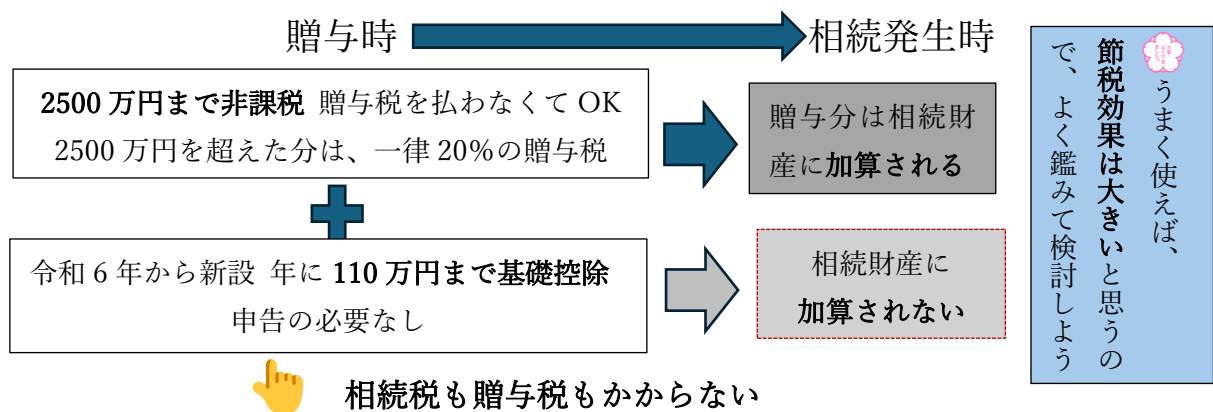 贈与時
相続発生時
2500万円まで非課税 贈与税を払わなくてOK
2500万円を超えた分は、一律20%の贈与税
贈与分は相続財
産に加算される
令和6年から新設 年に110万円まで基礎控除
申告の必要なし
相続財産に
加算されない
相続税も贈与税もかからない
うまく使えば、
節税効果は大きいと思うの
で、よく鑑みて検討しよう